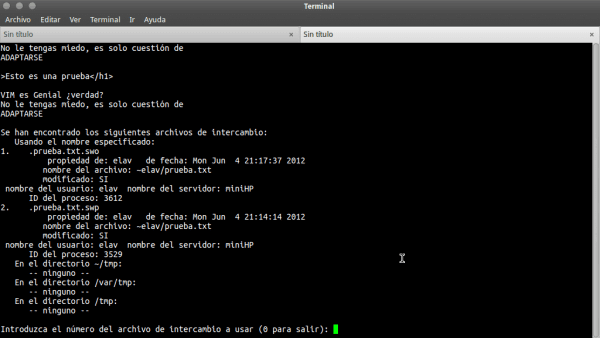 Terminal
Archivo Editar Ver Terminal Ir Ayuda
Sin título × Sin título ×
No le tengas miedo, es solo cuestión de
ADAPTARSE
>Esto es una prueba</h1>
VIM es Genial ¿verdad?
No le tengas miedo, es solo cuestión de
ADAPTARSE
Se han encontrado los siguientes archivos de intercambio:
Usando el nombre especificado:
1. .prueba.txt.swo
propiedad de: elav de fecha: Mon Jun 4 21:17:37 2012
nombre del archivo: ~elav/prueba.txt
modificado: SI
nombre del usuario: elav nombre del servidor: miniHP
ID del proceso: 3612
2. .prueba.txt.swp
propiedad de: elav de fecha: Mon Jun 4 21:14:14 2012
nombre del archivo: ~elav/prueba.txt
modificado: SI
nombre del usuario: elav nombre del servidor: miniHP
ID del proceso: 3529
En el directorio ~/tmp:
-- ninguno --
En el directorio /var/tmp:
-- ninguno --
En el directorio /tmp:
-- ninguno --
Introduzca el número del archivo de intercambio a usar (0 para salir):